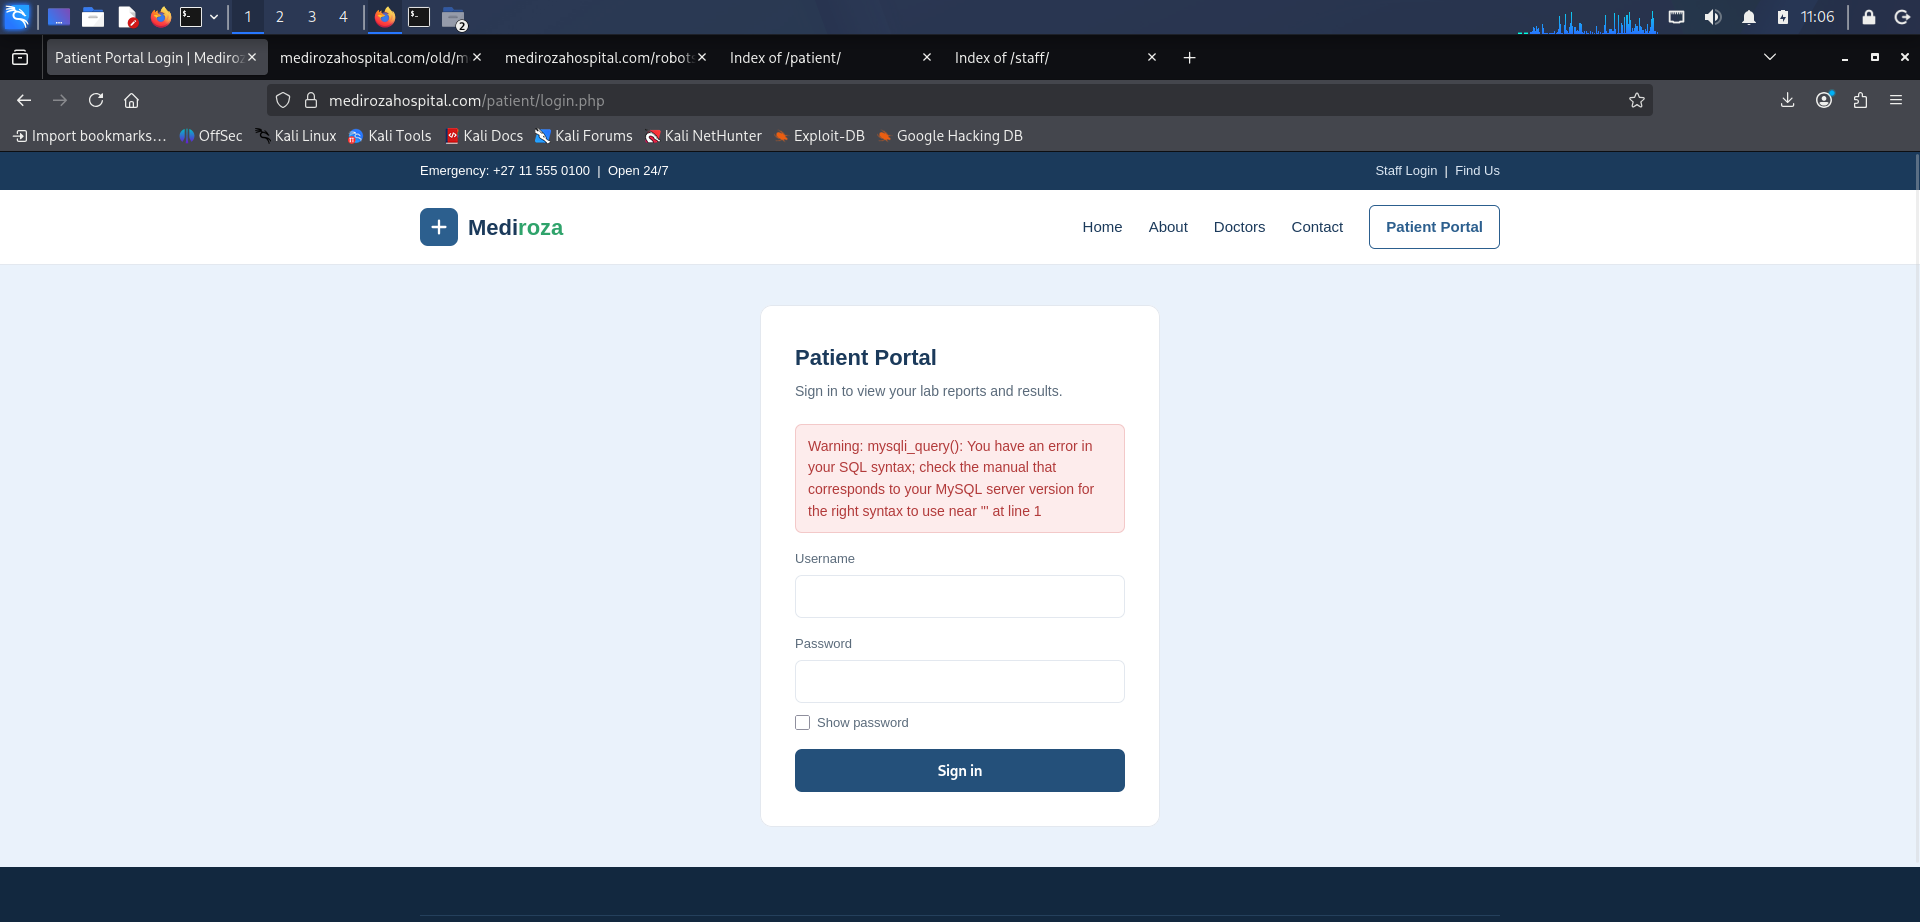 1 2 3 4 2 11:06
Patient Portal Login | Mediroz medirozahospital.com/old/m medirozahospital.com/robots Index of /patient/ Index of /staff/
medirozahospital.com/patient/login.php
Import bookmarks... OffSec Kali Linux Kali Tools Kali Docs Kali Forums Kali NetHunter Exploit-DB Google Hacking DB
Emergency: +27 11 555 0100 | Open 24/7 Staff Login | Find Us
Mediroza Home About Doctors Contact Patient Portal
Patient Portal
Sign in to view your lab reports and results.
Warning: mysqli_query(): You have an error in
your SQL syntax; check the manual that
corresponds to your MySQL server version for
the right syntax to use near ''' at line 1
Username
Password
Show password
Sign in